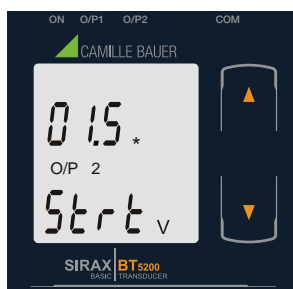 ON O/P1 O/P2 COM
CAMILLE BAUER
01.5 *
O/P 2
Strt V
SIRAX BT5200
BASIC TRANSDUCER